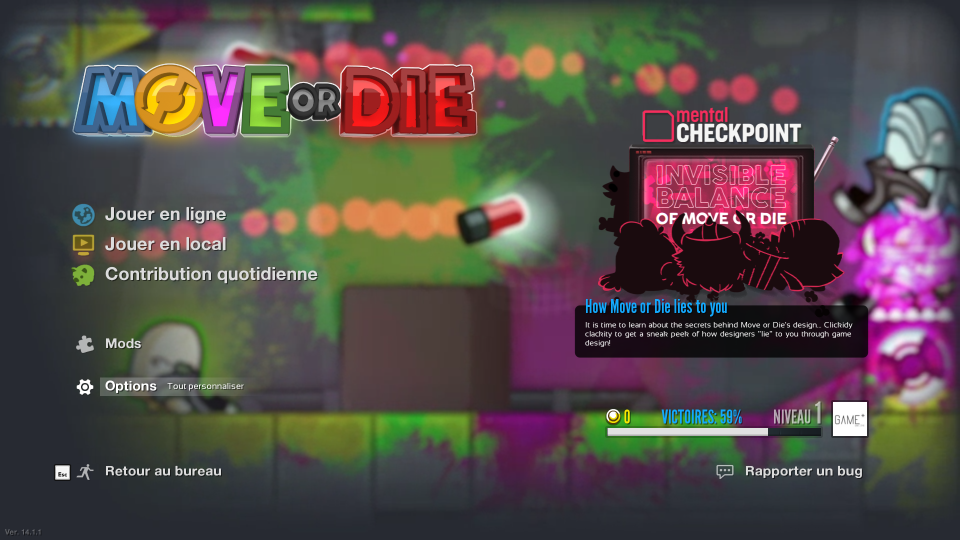 MOVE OR DIE
mental
CHECKPOINT
INVISIBLE
BALANCE
OF MOVE OR DIE
Jouer en ligne
Jouer en local
Contribution quotidienne
How Move or Die lies to you
It is time to learn about the secrets behind Move or Die's design... Clickidy
clackity to get a sneak peek of how designers "lie" to you through game
design!
Mods
Options Tout personnaliser
0 VICTOIRES: 59% NIVEAU 1
GAME+
Esc Retour au bureau
Rapporter un bug
Ver. 14.1.1